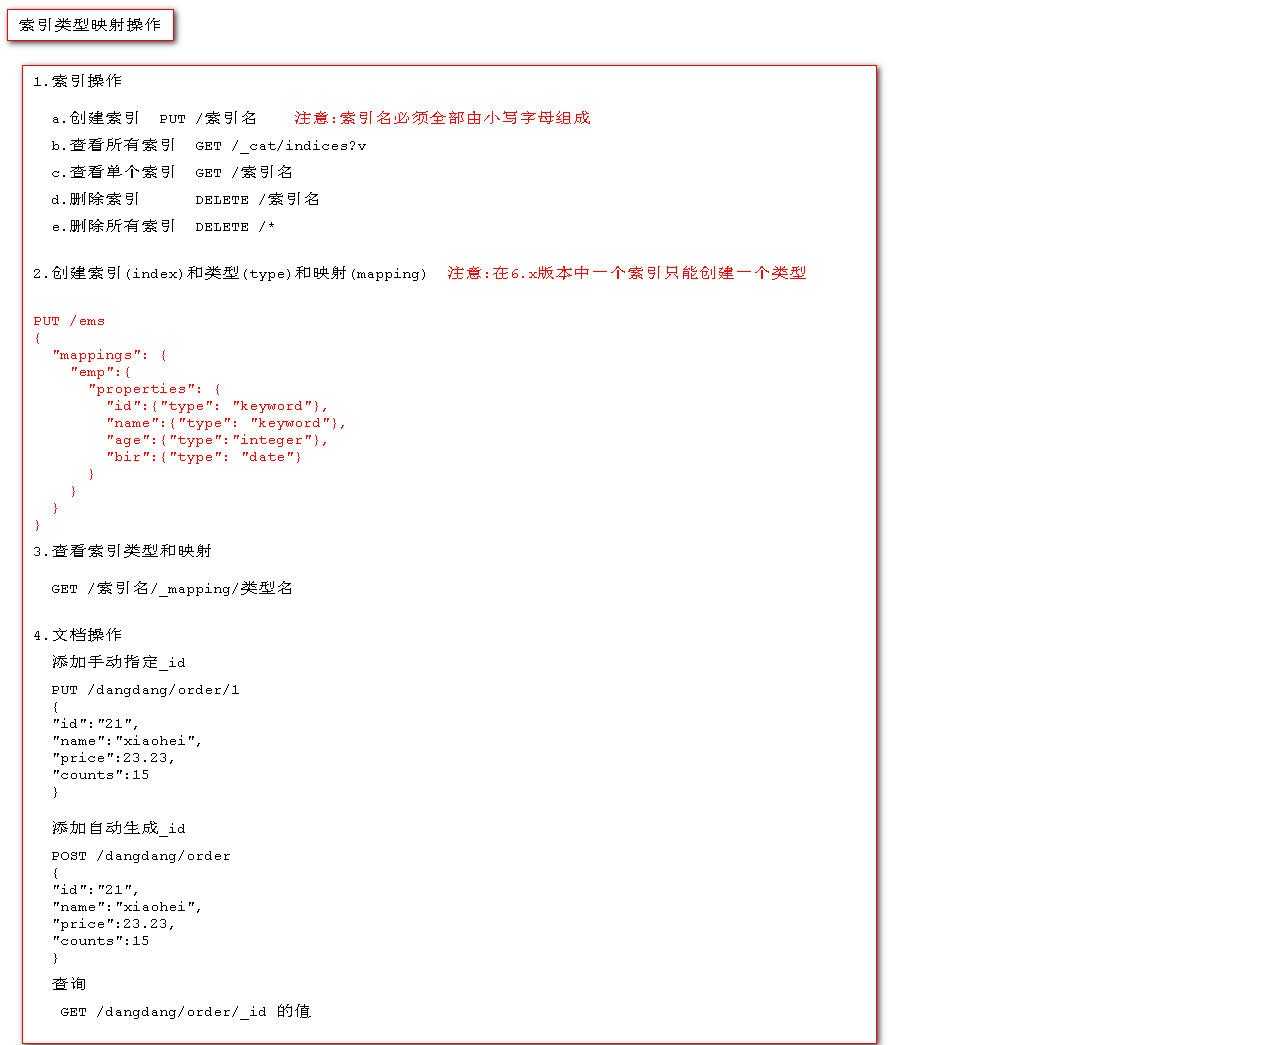 索引类型映射操作
1.索引操作
a.创建索引  PUT /索引名    注意:索引名必须全部由小写字母组成
b.查看所有索引  GET /_cat/indices?v
c.查看单个索引  GET /索引名
d.删除索引      DELETE /索引名
e.删除所有索引  DELETE /*
2.创建索引(index)和类型(type)和映射(mapping)  注意:在6.x版本中一个索引只能创建一个类型
PUT /ems
{
  "mappings": {
    "emp":{
      "properties": {
        "id":{"type": "keyword"},
        "name":{"type": "keyword"},
        "age":{"type":"integer"},
        "bir":{"type": "date"}
      }
    }
  }
}
3.查看索引类型和映射
GET /索引名/_mapping/类型名
4.文档操作
添加手动指定_id
PUT /dangdang/order/1
{
"id":"21",
"name":"xiaohei",
"price":23.23,
"counts":15
}
添加自动生成_id
POST /dangdang/order
{
"id":"21",
"name":"xiaohei",
"price":23.23,
"counts":15
}
查询
GET /dangdang/order/_id 的值